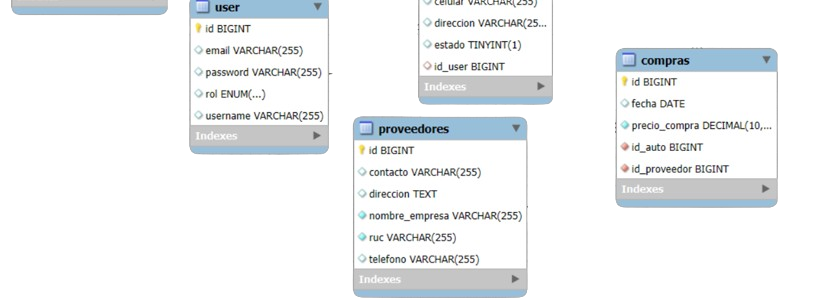 user
id BIGINT
email VARCHAR(255)
password VARCHAR(255)
rol ENUM(...)
username VARCHAR(255)
Indexes
celular VARCHAR(255)
direccion VARCHAR(25...
estado TINYINT(1)
id_user BIGINT
Indexes
proveedores
id BIGINT
contacto VARCHAR(255)
direccion TEXT
nombre_empresa VARCHAR(255)
ruc VARCHAR(255)
telefono VARCHAR(255)
Indexes
compras
id BIGINT
fecha DATE
precio_compra DECIMAL(10,...
id_auto BIGINT
id_proveedor BIGINT
Indexes